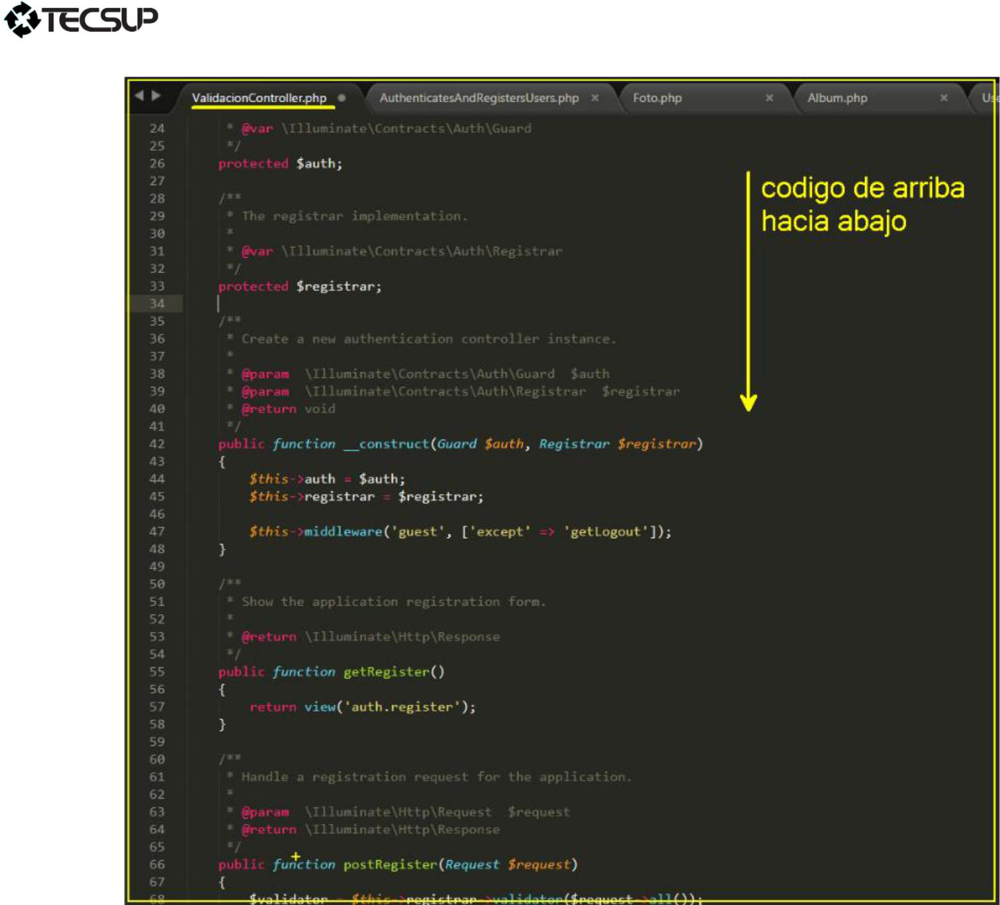 TECSUP
ValidacionController.php AuthenticatesAndRegistersUsers.php × Foto.php × Album.php × Use
24 * @var \Illuminate\Contracts\Auth\Guard
25 */
26 protected $auth;
27
28 /**
29 * The registrar implementation.
30 *
31 * @var \Illuminate\Contracts\Auth\Registrar
32 */
33 protected $registrar;
34
35 /**
36 * Create a new authentication controller instance.
37 *
38 * @param \Illuminate\Contracts\Auth\Guard $auth
39 * @param \Illuminate\Contracts\Auth\Registrar $registrar
40 * @return void
41 */
42 public function __construct(Guard $auth, Registrar $registrar)
43 {
44 $this->auth = $auth;
45 $this->registrar = $registrar;
46
47 $this->middleware('guest', ['except' => 'getLogout']);
48 }
49
50 /**
51 * Show the application registration form.
52 *
53 * @return \Illuminate\Http\Response
54 */
55 public function getRegister()
56 {
57 return view('auth.register');
58 }
59
60 /**
61 * Handle a registration request for the application.
62 *
63 * @param \Illuminate\Http\Request $request
64 * @return \Illuminate\Http\Response
65 */
66 public function postRegister(Request $request)
67 {
68 $validator = $this->registrar->validator($request->all());
codigo de arriba
hacia abajo